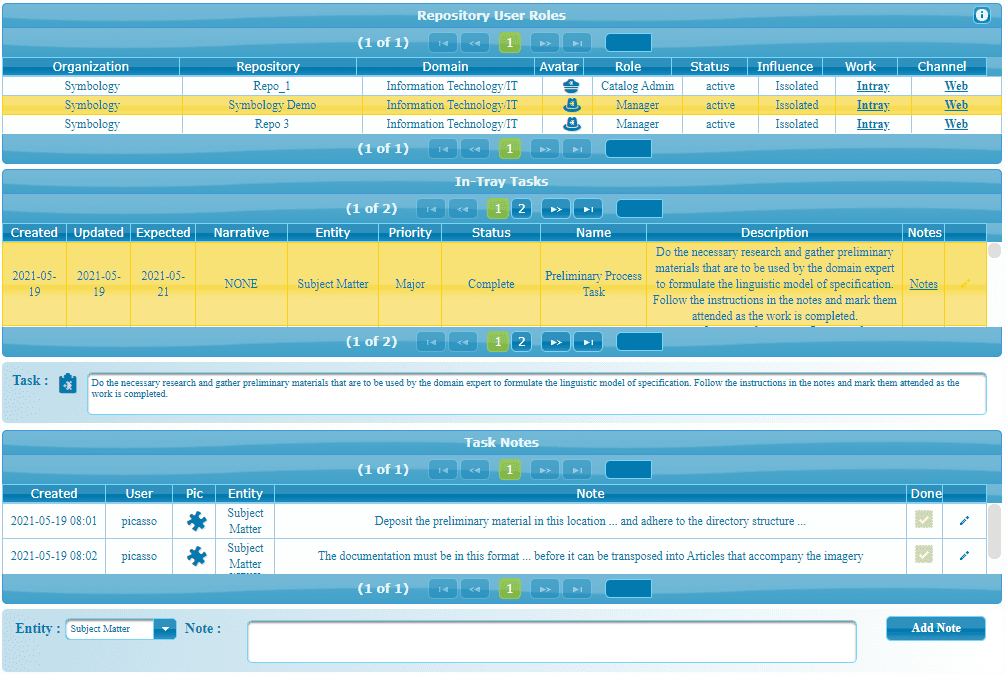 Repository User Roles
(1 of 1) 1
Organization Repository Domain Avatar Role Status Influence Work Channel
Symbology Repo_1 Information Technology/IT Catalog Admin active Issolated Intray Web
Symbology Symbology Demo Information Technology/IT Manager active Issolated Intray Web
Symbology Repo 3 Information Technology/IT Manager active Issolated Intray Web
(1 of 1) 1
In-Tray Tasks
(1 of 2) 1 2
Created Updated Expected Narrative Entity Priority Status Name Description Notes
2021-05-19 2021-05-19 2021-05-21 NONE Subject Matter Major Complete Preliminary Process Task
Do the necessary research and gather preliminary
materials that are to be used by the domain expert
to formulate the linguistic model of specification.
Follow the instructions in the notes and mark them
attended as the work is completed.
Notes
(1 of 2) 1 2
Task :
Do the necessary research and gather preliminary materials that are to be used by the domain expert to formulate the linguistic model of specification. Follow the instructions in the notes and mark them attended as the
work is completed.
Task Notes
(1 of 1) 1
Created User Pic Entity Note Done
2021-05-19 08:01 picasso Subject Matter Deposit the preliminary material in this location ... and adhere to the directory structure ...
2021-05-19 08:02 picasso Subject Matter The documentation must be in this format ... before it can be transposed into Articles that accompany the imagery
(1 of 1) 1
Entity : Subject Matter Note : Add Note